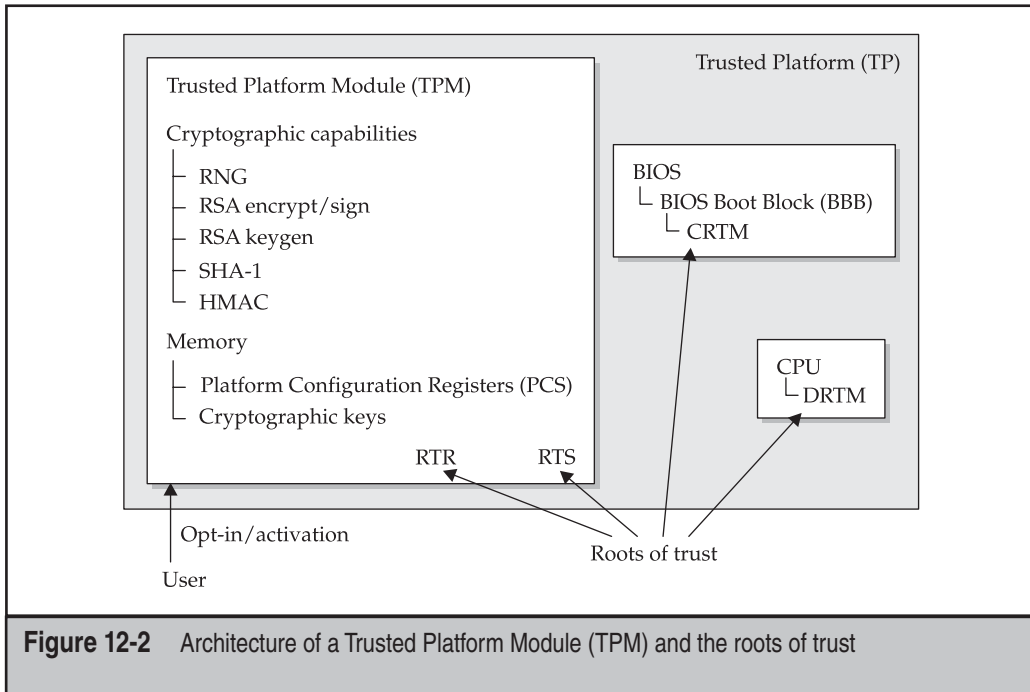 Trusted Platform (TP)
Trusted Platform Module (TPM)
Cryptographic capabilities
RNG
RSA encrypt/sign
RSA keygen
SHA-1
HMAC
Memory
Platform Configuration Registers (PCS)
Cryptographic keys
RTR
RTS
BIOS
BIOS Boot Block (BBB)
CRTM
CPU
DRTM
Opt-in/activation
User
Roots of trust
Figure 12-2 Architecture of a Trusted Platform Module (TPM) and the roots of trust